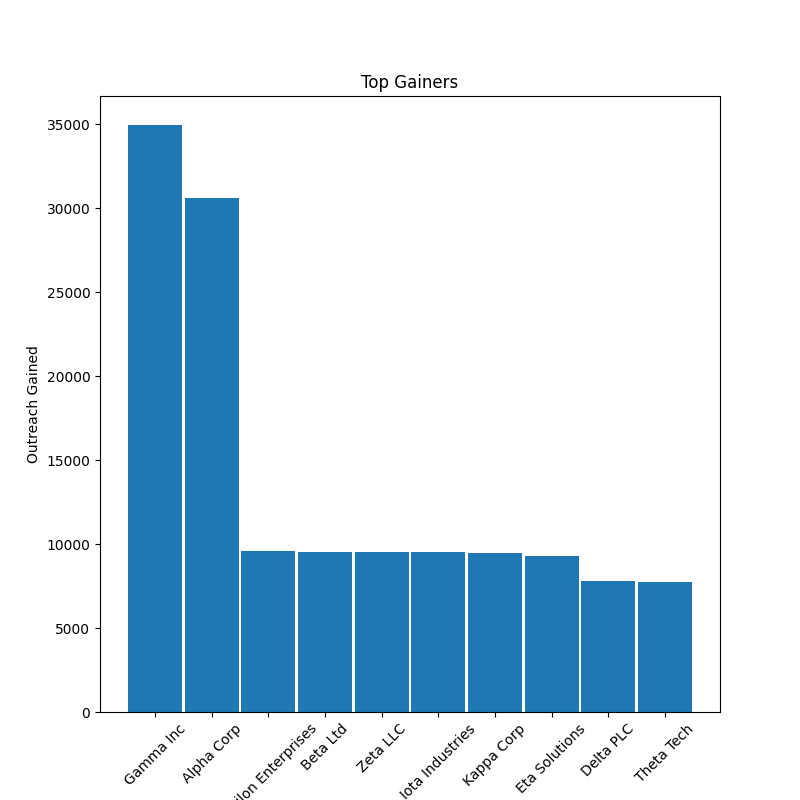 Top Gainers
Outreach Gained
35000
30000
25000
20000
15000
10000
5000
0
Gamma Inc
Alpha Corp
ilon Enterprises
Beta Ltd
Zeta LLC
Iota Industries
Kappa Corp
Eta Solutions
Delta PLC
Theta Tech